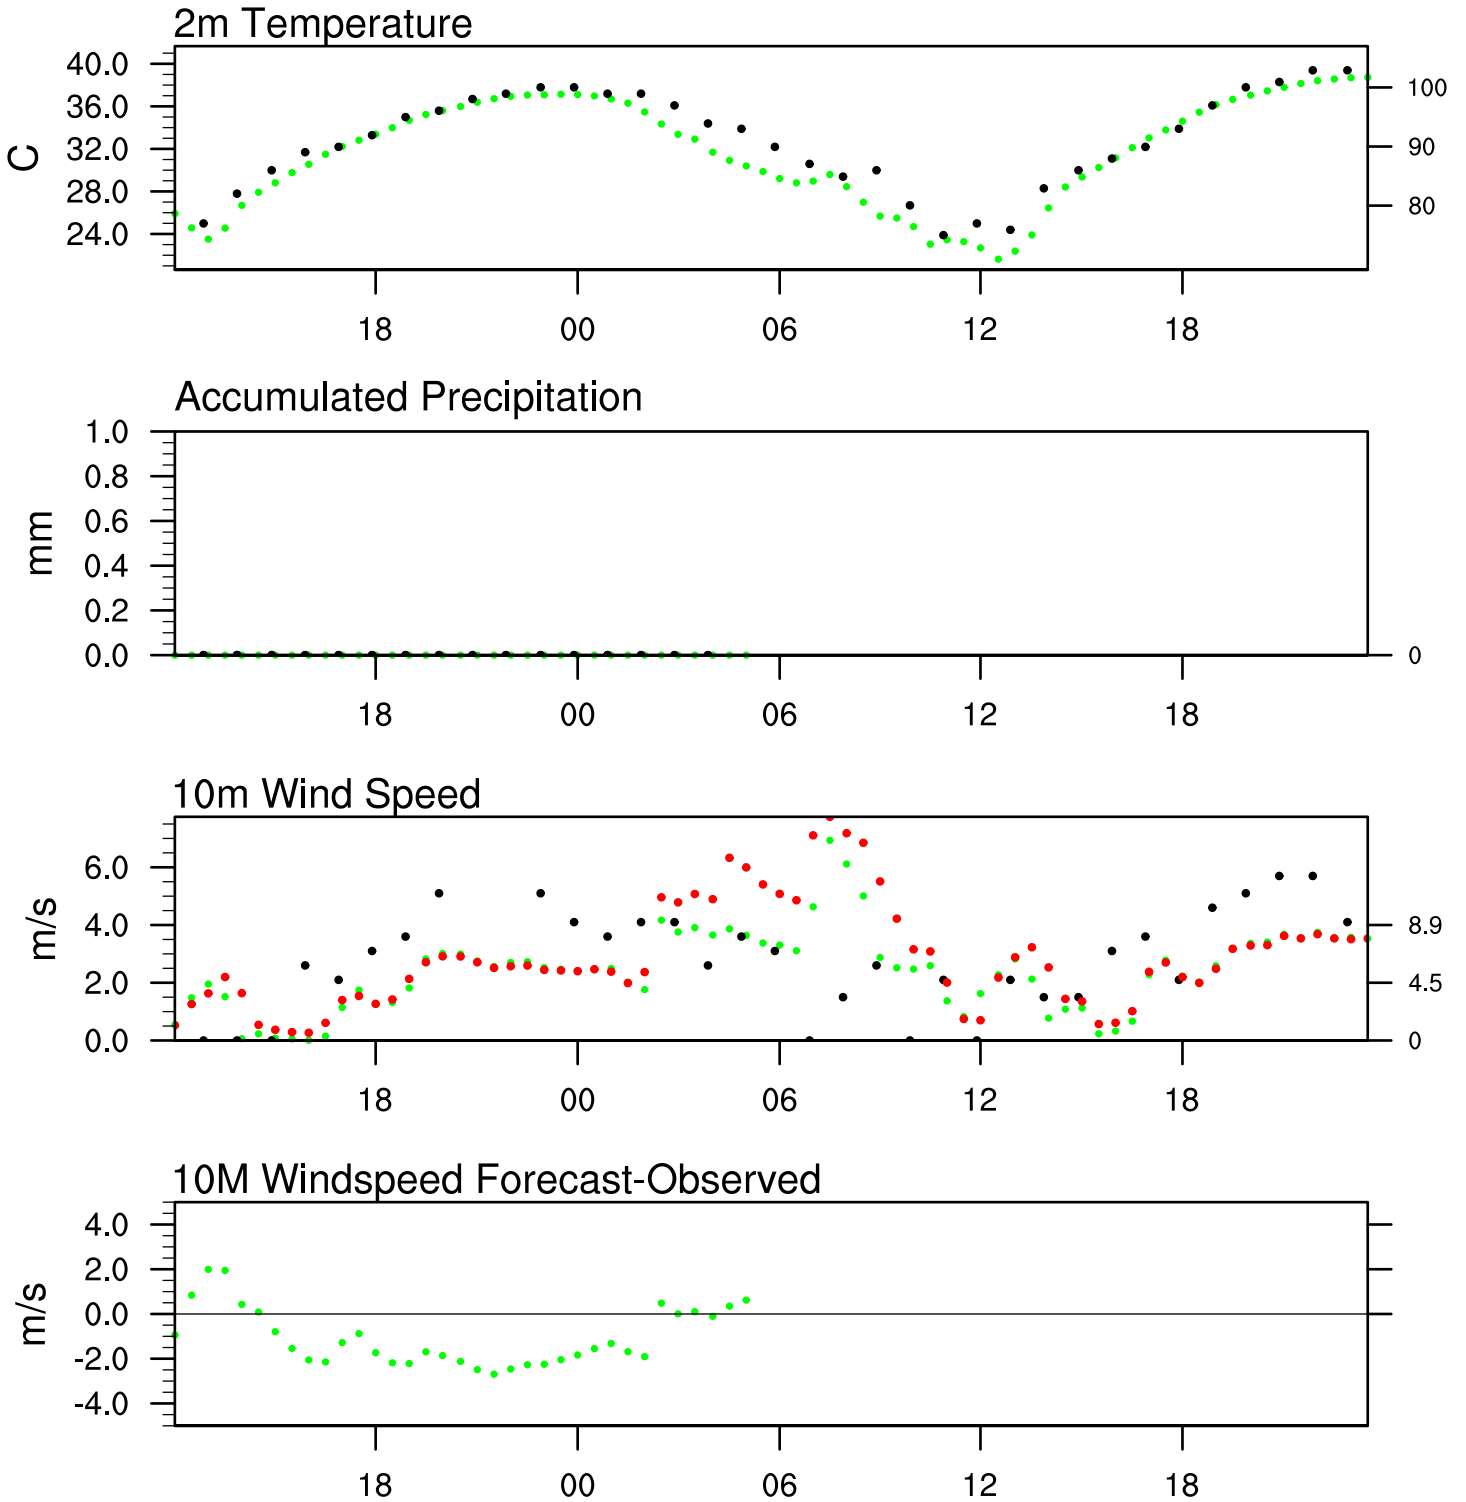 2m Temperature
40.0
36.0
32.0
28.0
24.0
C
100
90
80
18 00 06 12 18
Accumulated Precipitation
1.0
0.8
0.6
0.4
0.2
0.0
mm
0
18 00 06 12 18
10m Wind Speed
6.0
4.0
2.0
0.0
m/s
8.9
4.5
0
18 00 06 12 18
10M Windspeed Forecast-Observed
4.0
2.0
0.0
-2.0
-4.0
m/s
18 00 06 12 18